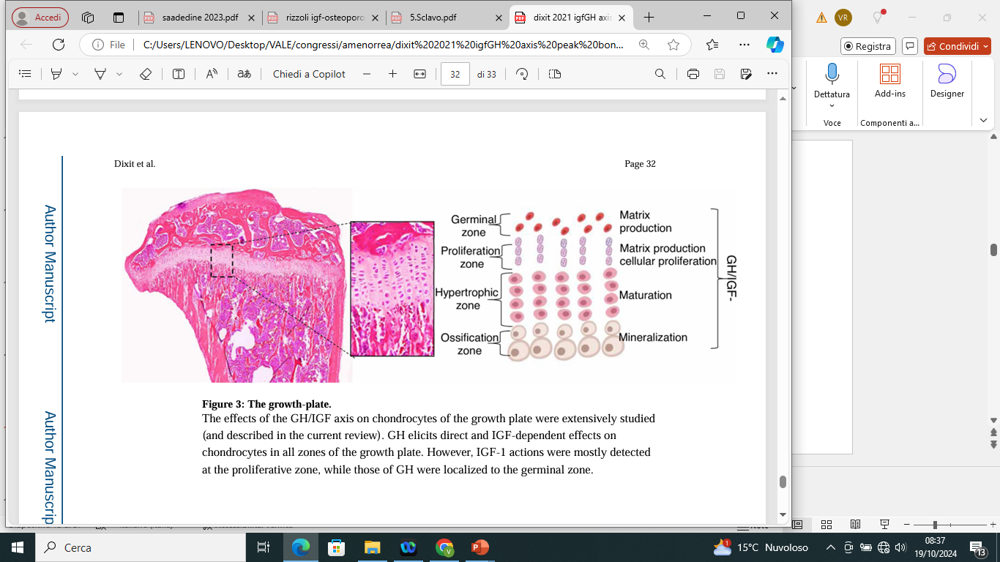 Accedi
saadedine 2023.pdf
rizzoli igf-osteoporo
5.Sclavo.pdf
dixit 2021 igfGH axis
VR
File
C:/Users/LENOVO/Desktop/VALE/congressi/amenorrea/dixit%202021%20igfGH%20axis%20peak%20bon...
Registra
Condividi
Chiedi a Copilot
32
di 33
Dettatura
Add-ins
Designer
Voce
Componenti a...
Dixit et al.
Page 32
Author Manuscript
Author Manuscrip
Germinal
zone
Proliferation
zone
Hypertrophic
zone
Ossification
zone
Matrix
production
Matrix production
cellular proliferation
Maturation
Mineralization
GH/IGF-
Figure 3: The growth-plate.
The effects of the GH/IGF axis on chondrocytes of the growth plate were extensively studied
(and described in the current review). GH elicits direct and IGF-dependent effects on
chondrocytes in all zones of the growth plate. However, IGF-1 actions were mostly detected
at the proliferative zone, while those of GH were localized to the germinal zone.
Cerca
15°C Nuvoloso
08:37
19/10/2024
13